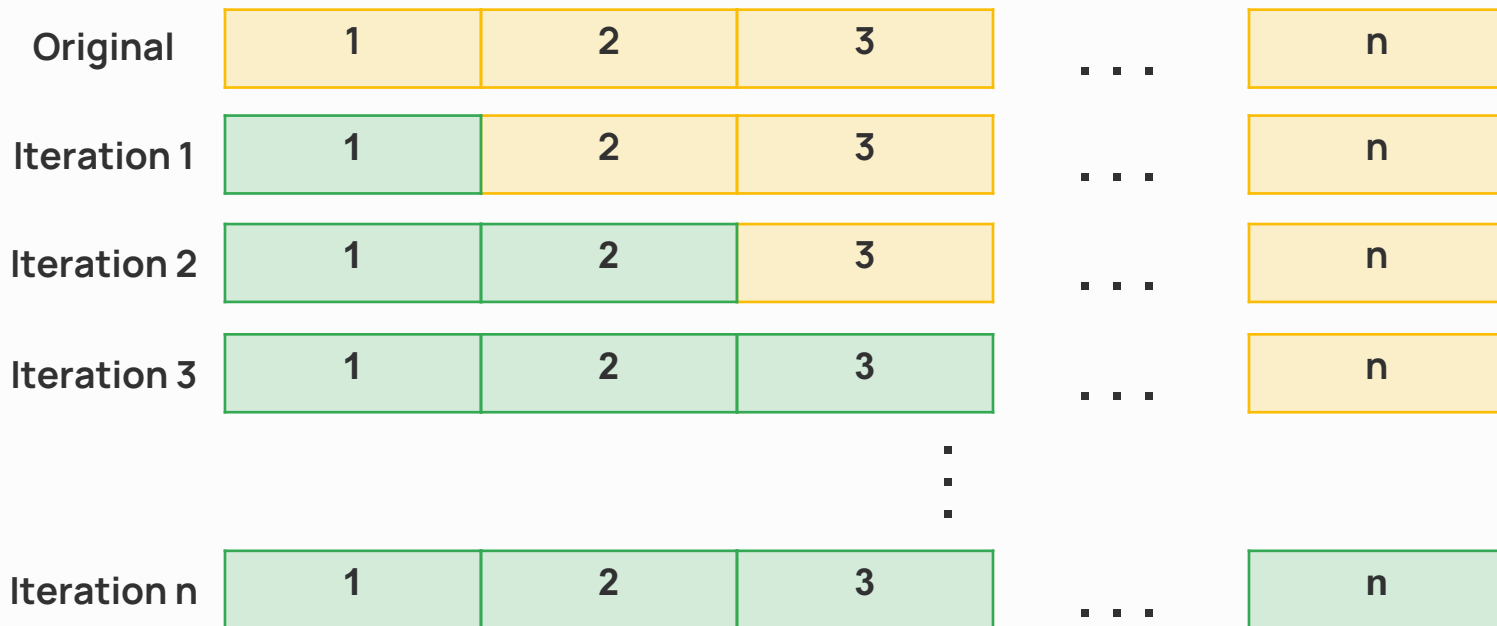 Original 1 2 3 ... n
Iteration 1 1 2 3 ... n
Iteration 2 1 2 3 ... n
Iteration 3 1 2 3 ... n
...
Iteration n 1 2 3 ... n